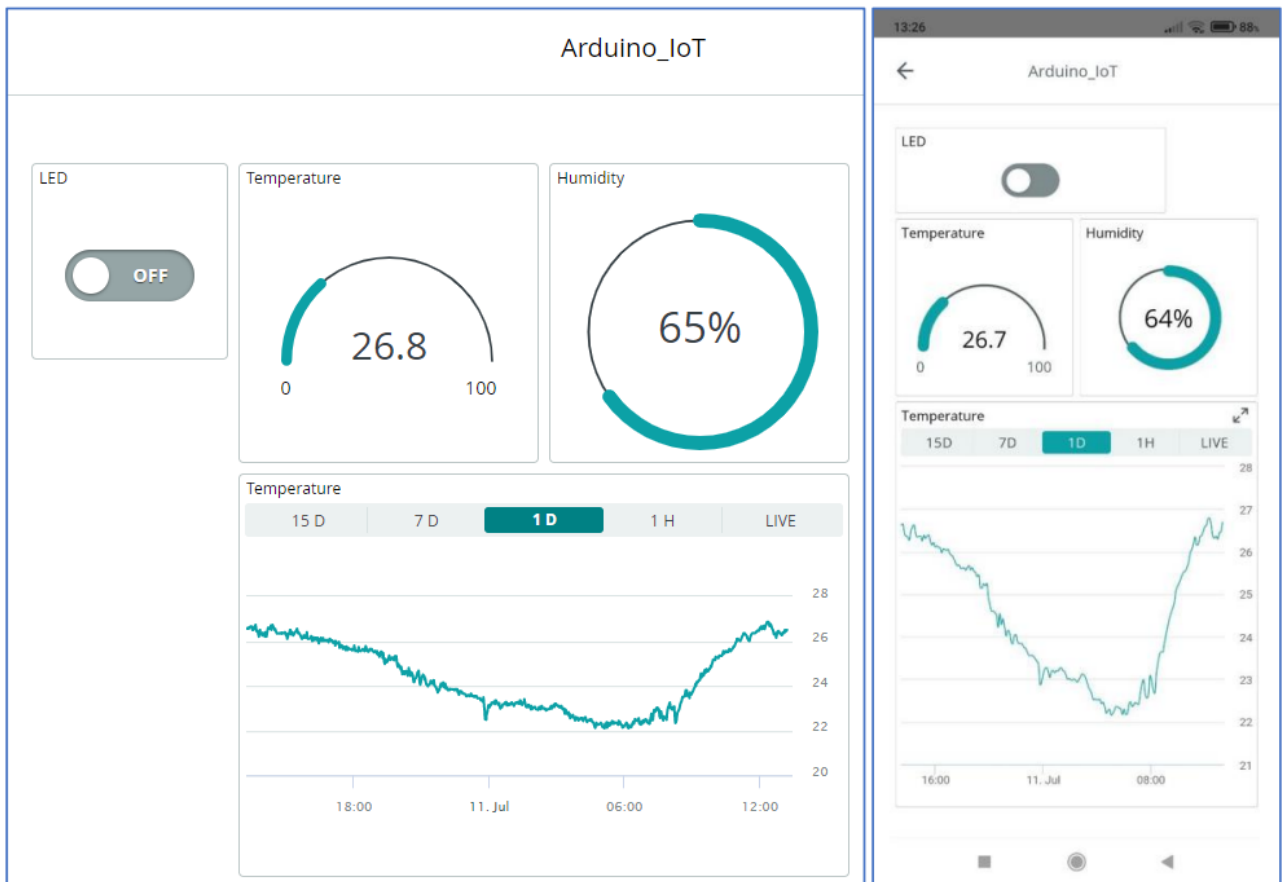 Arduino_IoT
LED
OFF
Temperature
26.8
0 100
Humidity
65%
Temperature
15 D 7 D 1 D 1 H LIVE
28
26
24
22
20
18:00 11. Jul 06:00 12:00
13:26 88%
Arduino_IoT
LED
Temperature
26.7
0 100
Humidity
64%
Temperature
15D 7D 1D 1H LIVE
28
27
26
25
24
23
22
21
16:00 11. Jul 08:00